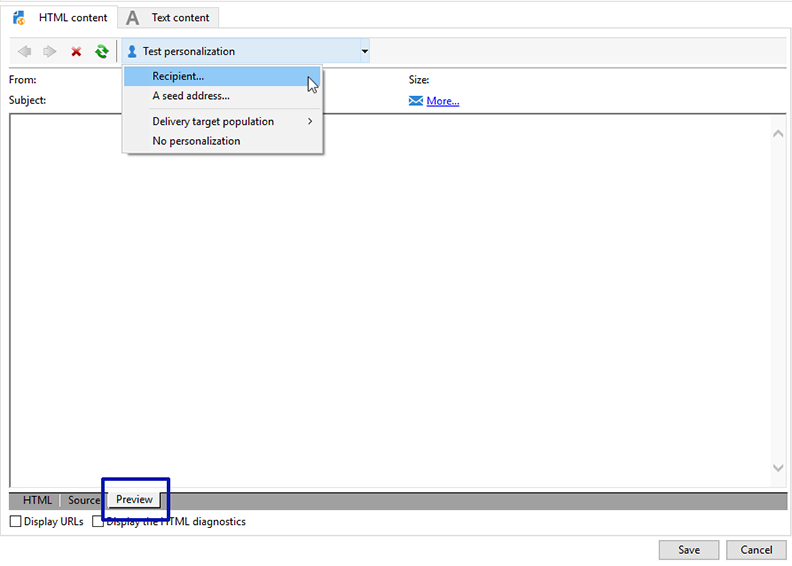 HTML content
A Text content
Test personalization
Recipient...
A seed address...
Delivery target population
No personalization
From:
Size:
Subject:
More...
HTML
Source
Preview
Display URLs
Display the HTML diagnostics
Save
Cancel